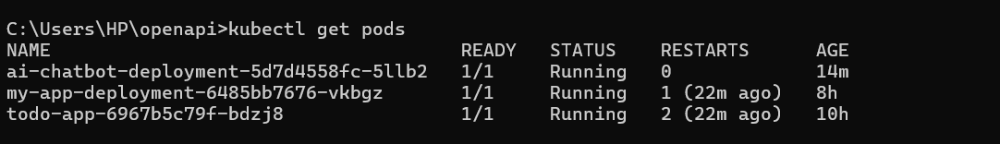 C:\Users\HP\openapi>kubectl get pods
NAME READY STATUS RESTARTS AGE
ai-chatbot-deployment-5d7d4558fc-5llb2 1/1 Running 0 14m
my-app-deployment-6485bb7676-vkbgz 1/1 Running 1 (22m ago) 8h
todo-app-6967b5c79f-bdzj8 1/1 Running 2 (22m ago) 10h